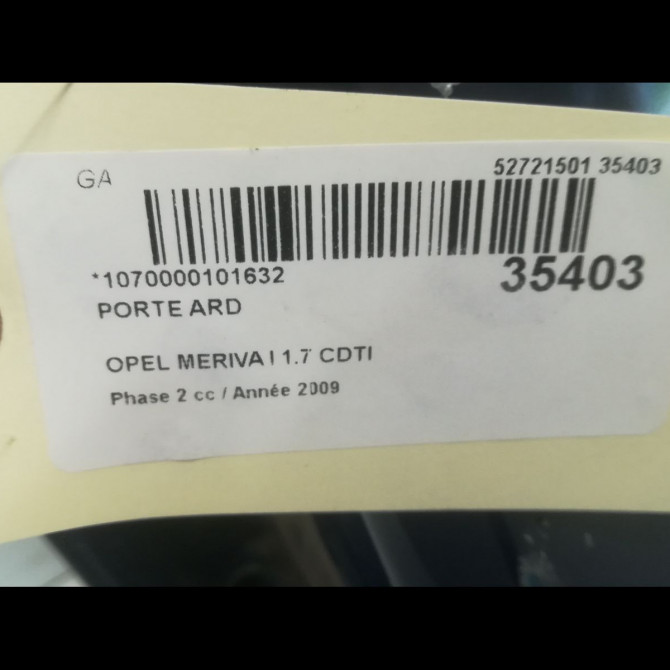 GA
52721501 35403
*1070000101632
35403
PORTE ARD
OPEL MERIVA I 1.7 CDTI
Phase 2 cc / Année 2009